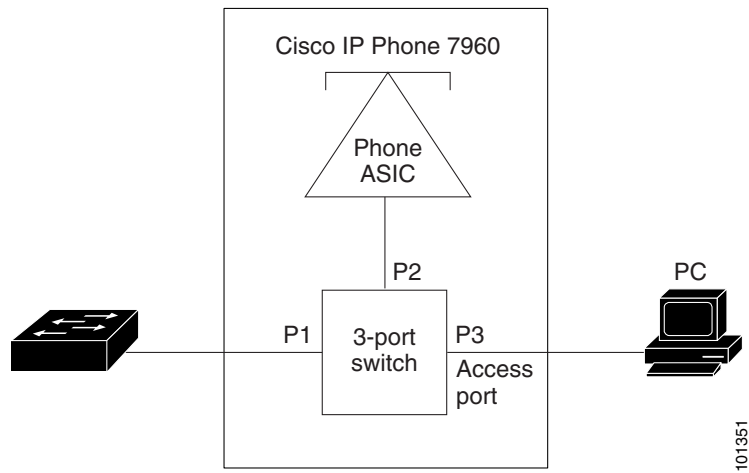 Cisco IP Phone 7960
Phone
ASIC
P2
PC
P1
3-port
switch
P3
Access
port
101351